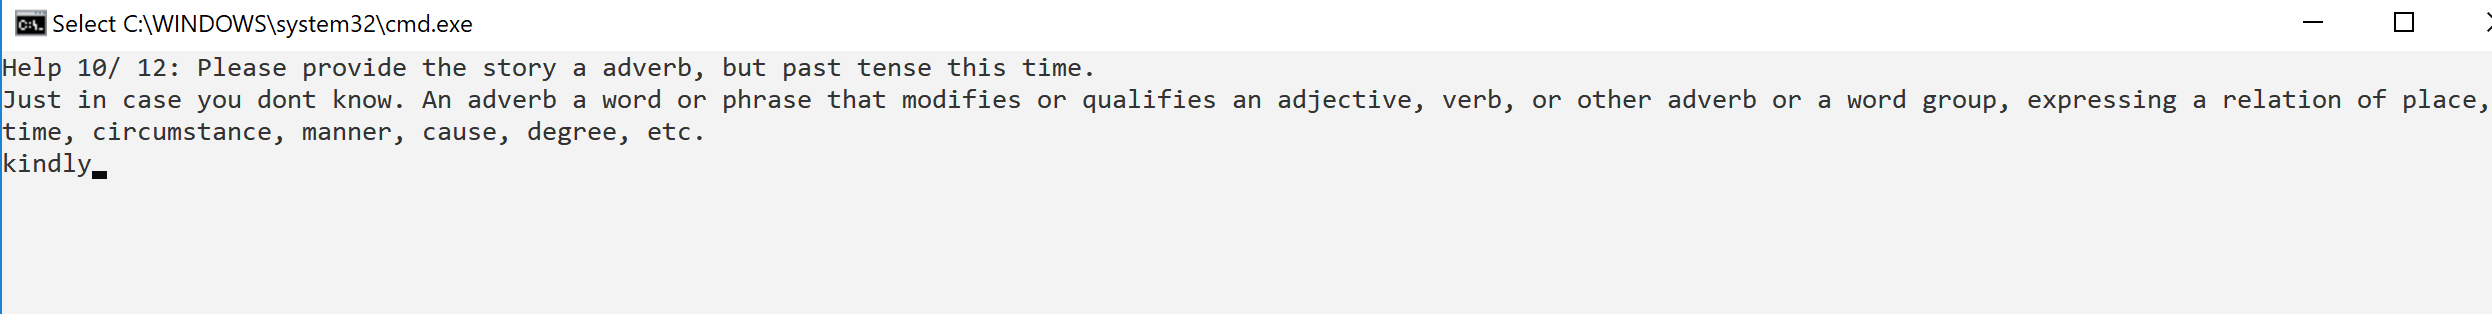 Select C:\WINDOWS\system32\cmd.exe
Help 10/ 12: Please provide the story a adverb, but past tense this time.
Just in case you dont know. An adverb a word or phrase that modifies or qualifies an adjective, verb, or other adverb or a word group, expressing a relation of place,
time, circumstance, manner, cause, degree, etc.
kindly